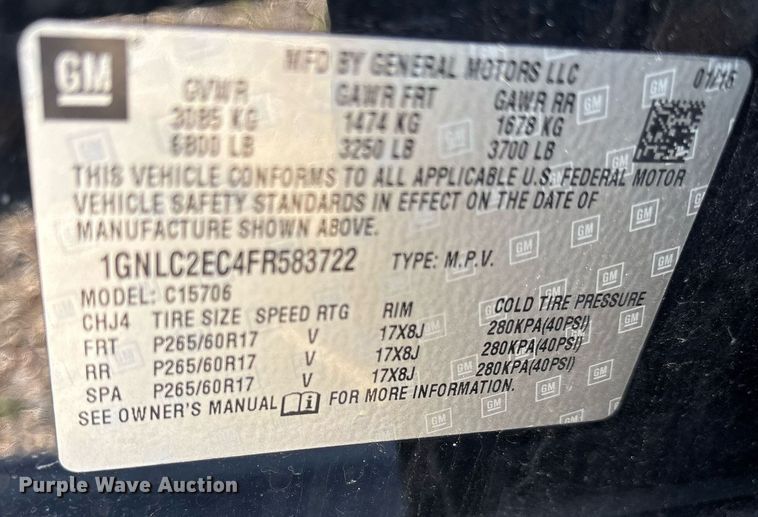 GM
MFD BY GENERAL MOTORS LLC 01/15
GVWR GAWR FRT GAWR RR
3085 KG 1474 KG 1678 KG
6800 LB 3250 LB 3700 LB
THIS VEHICLE CONFORMS TO ALL APPLICABLE U.S. FEDERAL MOTOR
VEHICLE SAFETY STANDARDS IN EFFECT ON THE DATE OF
MANUFACTURE SHOWN ABOVE.
1GNLC2EC4FR583722 TYPE: M.P.V.
MODEL: C15706
CHJ4 TIRE SIZE SPEED RTG RIM COLD TIRE PRESSURE
FRT P265/60R17 V 17X8J 280KPA(40PSI)
RR P265/60R17 V 17X8J 280KPA(40PSI)
SPA P265/60R17 V 17X8J 280KPA(40PSI)
SEE OWNER'S MANUAL i FOR MORE INFORMATION.
Purple Wave Auction